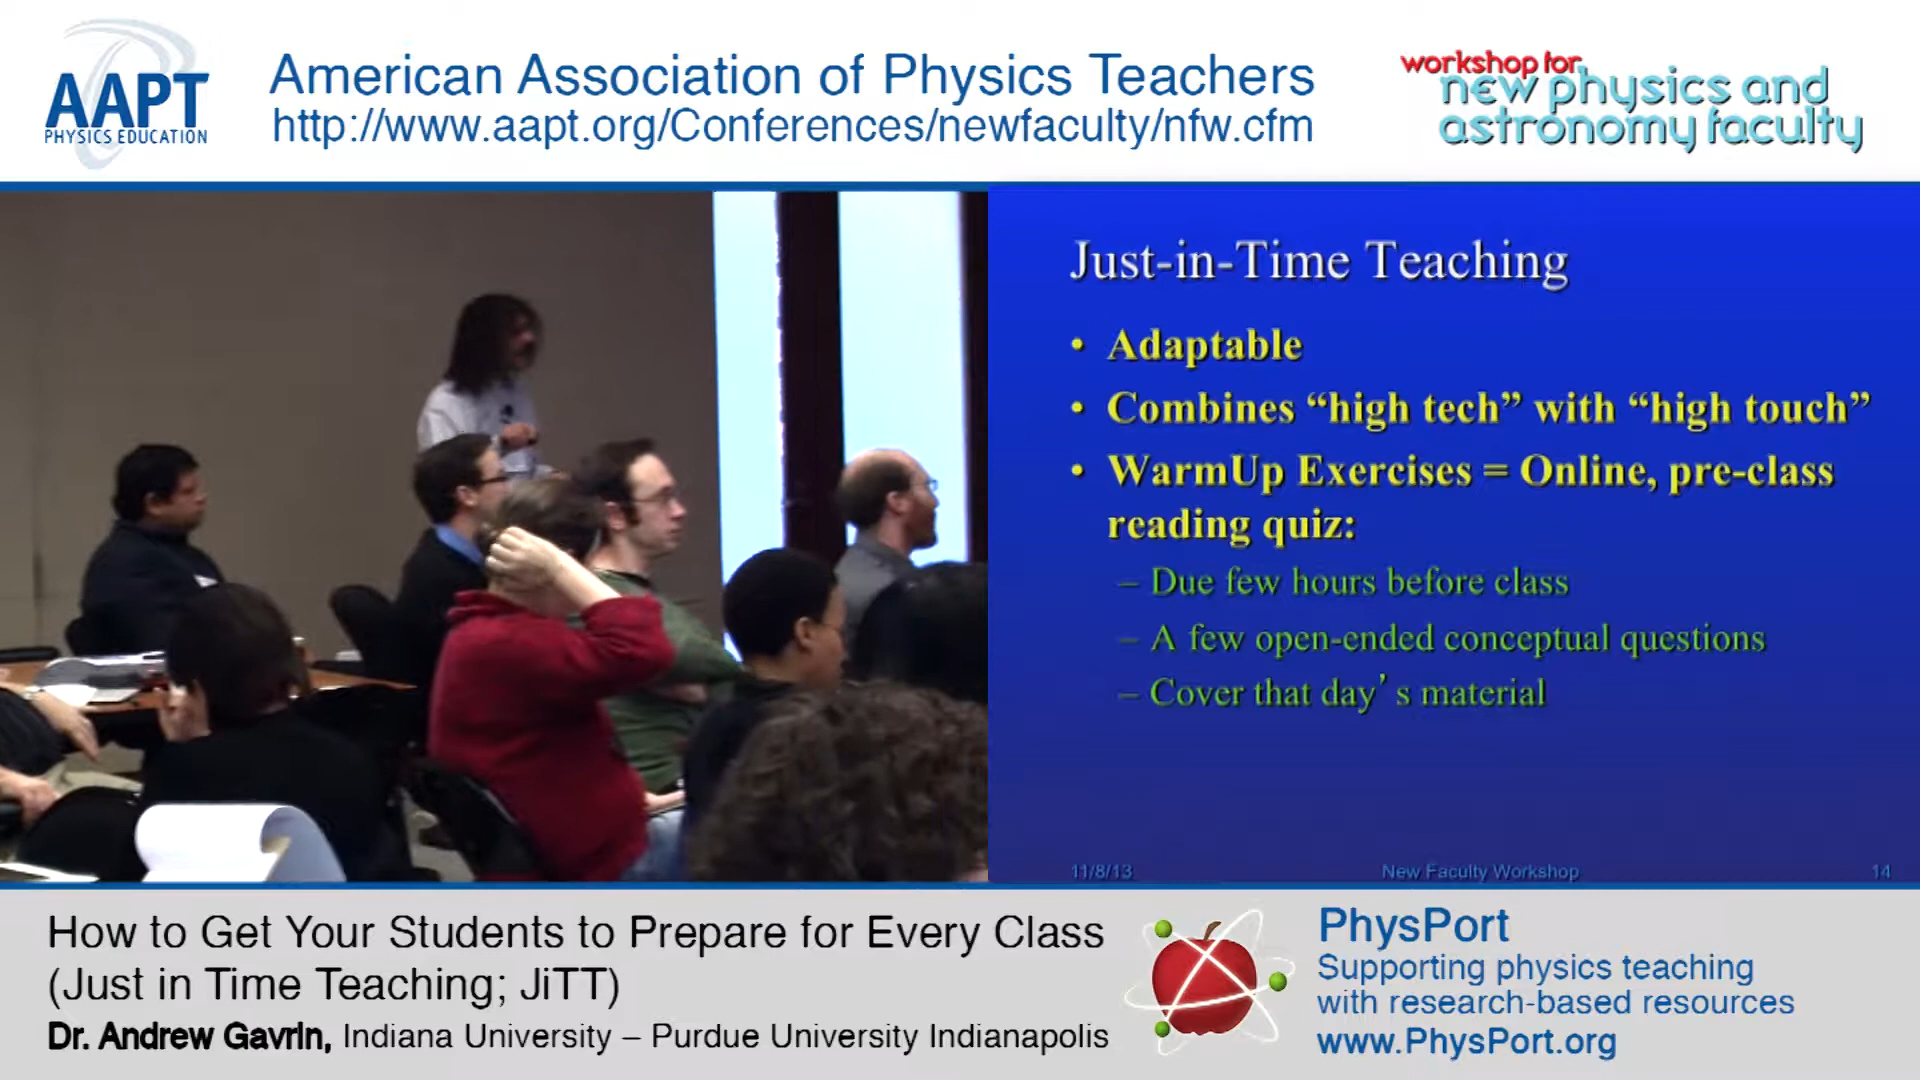 AAPT
PHYSICS EDUCATION
American Association of Physics Teachers
http://www.aapt.org/Conferences/newfaculty/nfw.cfm
workshop for
new physics and
astronomy faculty
Just-in-Time Teaching
• Adaptable
• Combines “high tech” with “high touch”
• WarmUp Exercises = Online, pre-class
reading quiz:
– Due few hours before class
– A few open-ended conceptual questions
– Cover that day’s material
11/8/13
New Faculty Workshop
14
How to Get Your Students to Prepare for Every Class
(Just in Time Teaching; JiTT)
Dr. Andrew Gavrin, Indiana University – Purdue University Indianapolis
PhysPort
Supporting physics teaching
with research-based resources
www.PhysPort.org